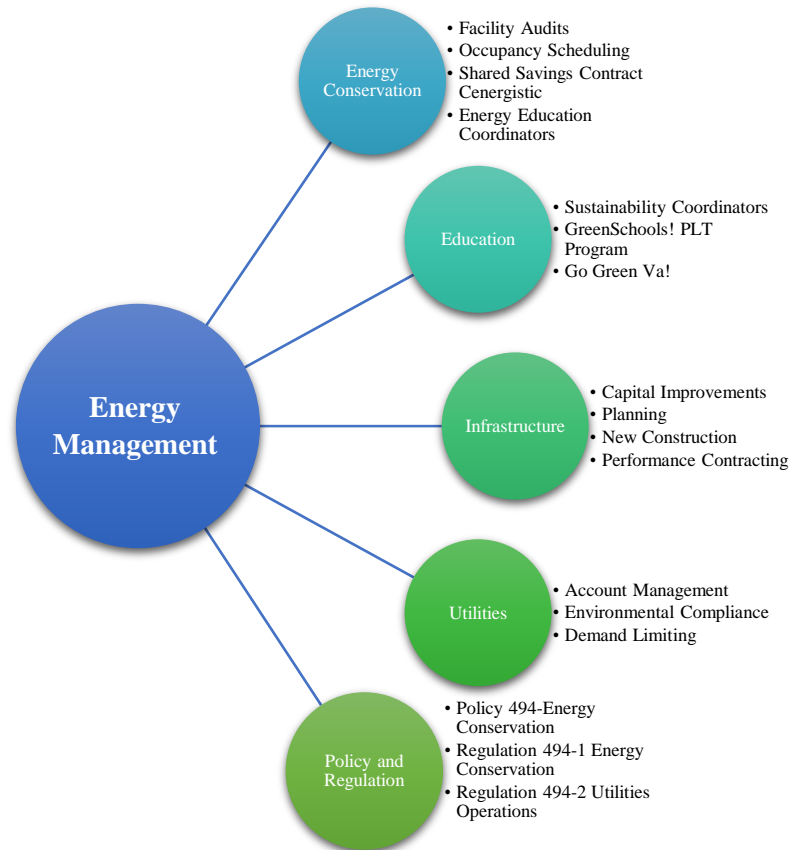 Energy
Conservation
• Facility Audits
• Occupancy Scheduling
• Shared Savings Contract
Cenergistic
• Energy Education
Coordinators
Education
• Sustainability Coordinators
• GreenSchools! PLT
Program
• Go Green Va!
Energy
Management
Infrastructure
• Capital Improvements
• Planning
• New Construction
• Performance Contracting
Utilities
• Account Management
• Environmental Compliance
• Demand Limiting
Policy and
Regulation
• Policy 494-Energy
Conservation
• Regulation 494-1 Energy
Conservation
• Regulation 494-2 Utilities
Operations